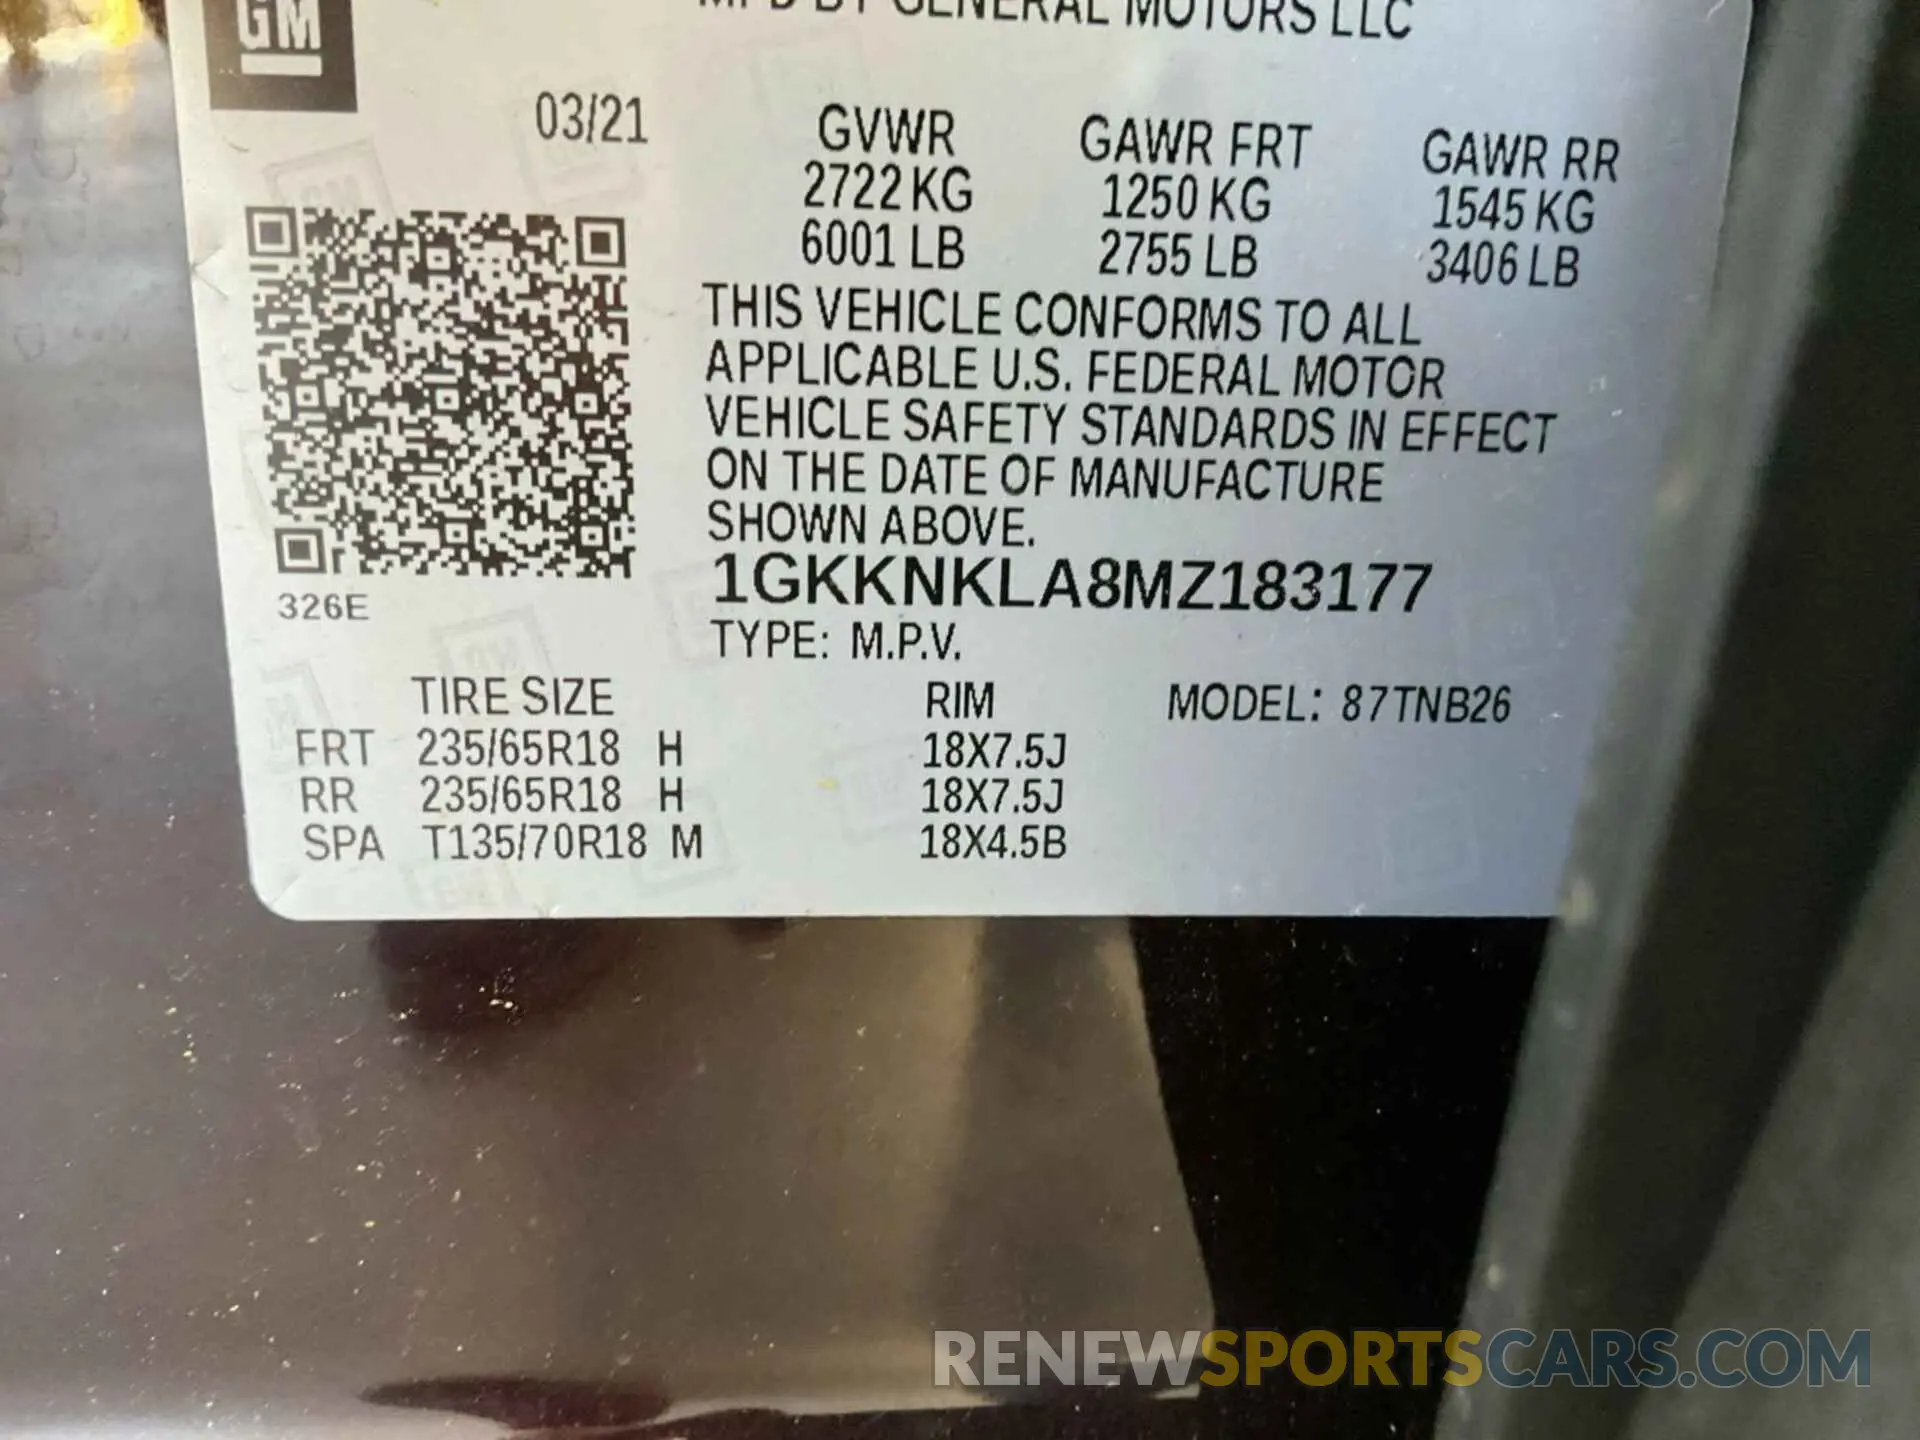 MFD BY GENERAL MOTORS LLC
GM
03/21
GVWR GAWR FRT GAWR RR
2722 KG 1250 KG 1545 KG
6001 LB 2755 LB 3406 LB
THIS VEHICLE CONFORMS TO ALL
APPLICABLE U.S. FEDERAL MOTOR
VEHICLE SAFETY STANDARDS IN EFFECT
ON THE DATE OF MANUFACTURE
SHOWN ABOVE.
1GKKNKLA8MZ183177
326E
TYPE: M.P.V.
TIRE SIZE RIM MODEL: 87TNB26
FRT 235/65R18 H 18X7.5J
RR 235/65R18 H 18X7.5J
SPA T135/70R18 M 18X4.5B
RENEWSPORTSCARS.COM